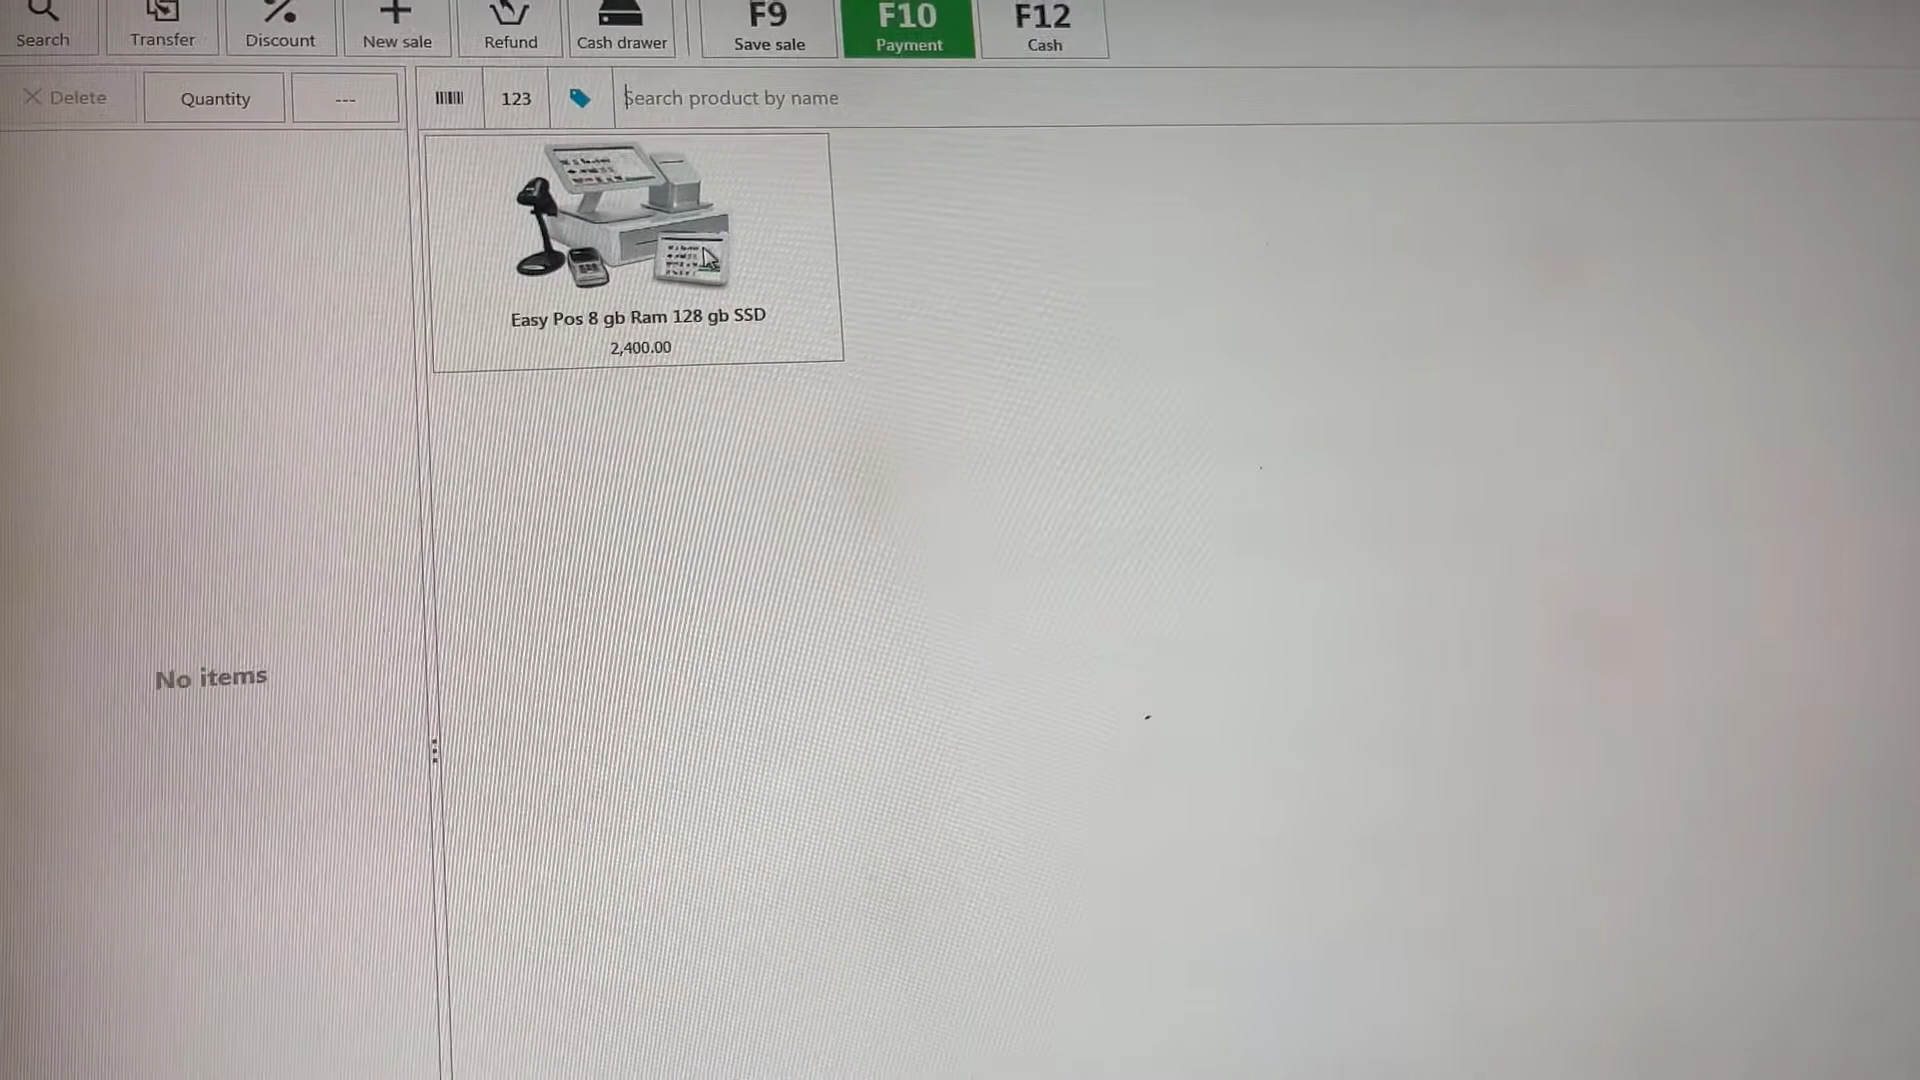 Search
Transfer
Discount
New sale
Refund
Cash drawer
F9
Save sale
F10
Payment
F12
Cash
Delete
Quantity
---
123
Search product by name
Easy Pos 8 gb Ram 128 gb SSD
2,400.00
No items